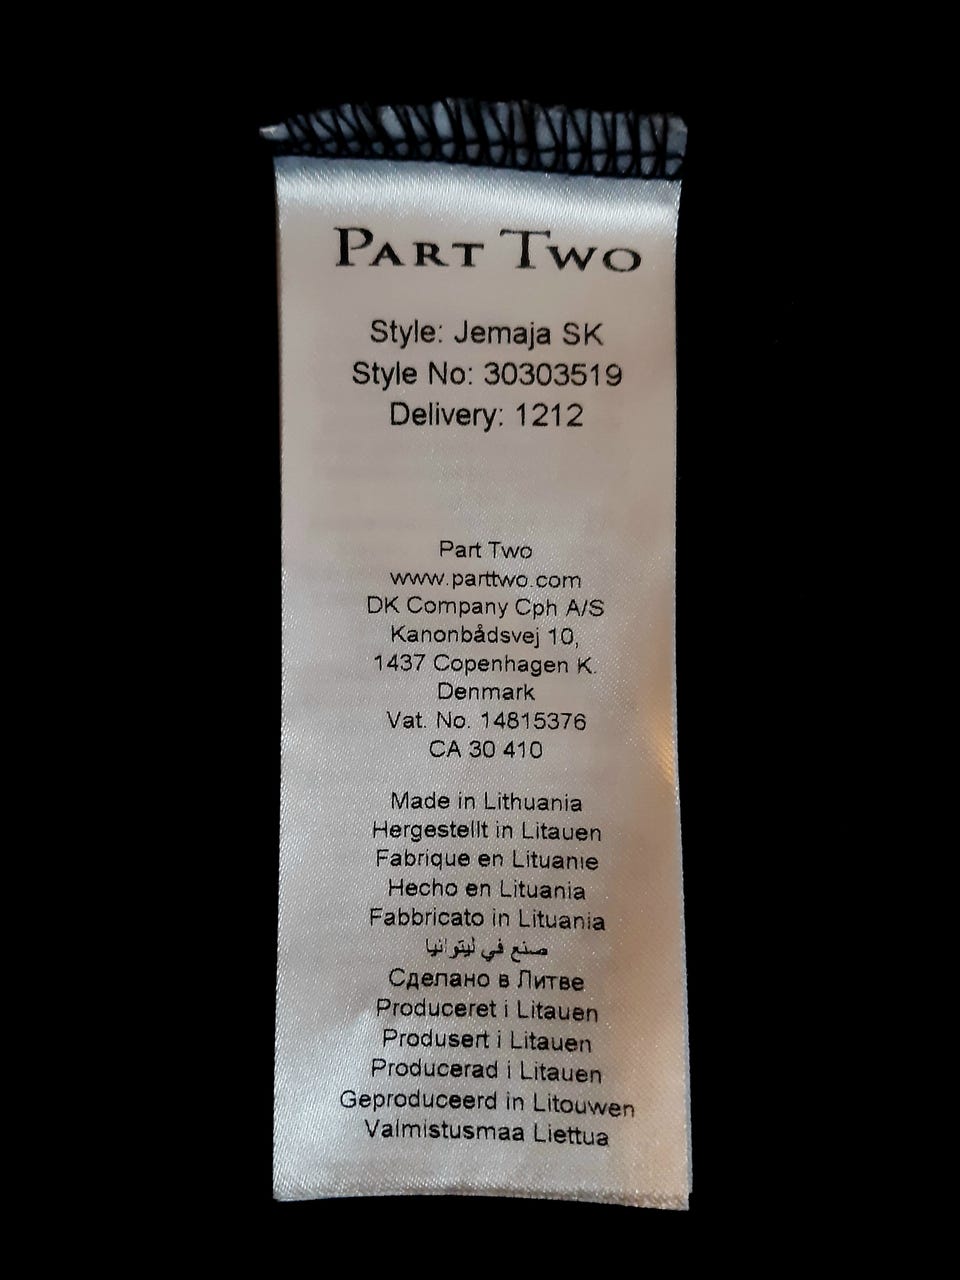 PART TWO
Style: Jemaja SK
Style No: 30303519
Delivery: 1212
Part Two
www.parttwo.com
DK Company Cph A/S
Kanonbådsvej 10,
1437 Copenhagen K.
Denmark
Vat. No. 14815376
CA 30 410
Made in Lithuania
Hergestellt in Litauen
Fabrique en Lituanie
Hecho en Lituania
Fabbricato in Lituania
صنع في ليتوانيا
Сделано в Литве
Produceret i Litauen
Produsert i Litauen
Producerad i Litauen
Geproduceerd in Litouwen
Valmistusmaa Liettua